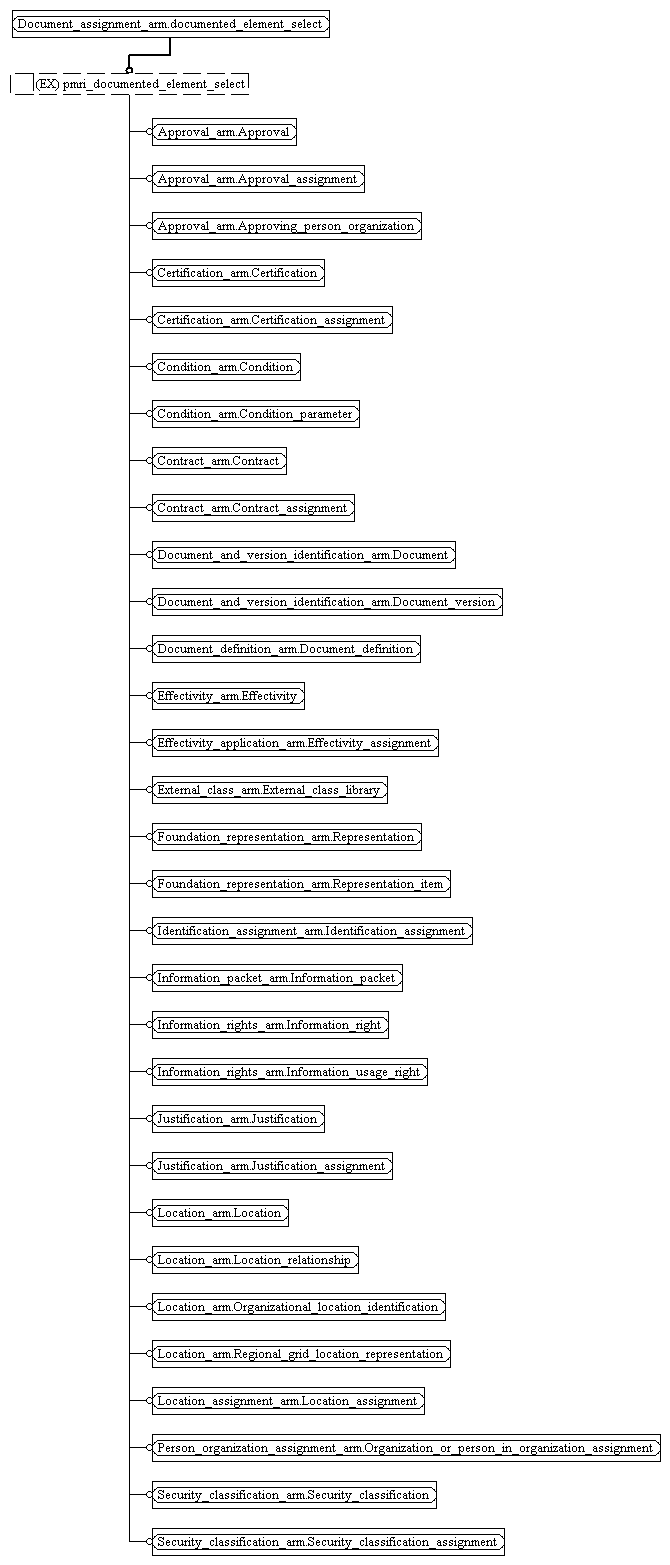 Document_assignment_arm.documented_element_select
(EX) pmri_documented_element_select
Approval_arm.Approval
Approval_arm.Approval_assignment
Approval_arm.Approving_person_organization
Certification_arm.Certification
Certification_arm.Certification_assignment
Condition_arm.Condition
Condition_arm.Condition_parameter
Contract_arm.Contract
Contract_arm.Contract_assignment
Document_and_version_identification_arm.Document
Document_and_version_identification_arm.Document_version
Document_definition_arm.Document_definition
Effectivity_arm.Effectivity
Effectivity_application_arm.Effectivity_assignment
External_class_arm.External_class_library
Foundation_representation_arm.Representation
Foundation_representation_arm.Representation_item
Identification_assignment_arm.Identification_assignment
Information_packet_arm.Information_packet
Information_rights_arm.Information_right
Information_rights_arm.Information_usage_right
Justification_arm.Justification
Justification_arm.Justification_assignment
Location_arm.Location
Location_arm.Location_relationship
Location_arm.Organizational_location_identification
Location_arm.Regional_grid_location_representation
Location_assignment_arm.Location_assignment
Person_organization_assignment_arm.Organization_or_person_in_organization_assignment
Security_classification_arm.Security_classification
Security_classification_arm.Security_classification_assignment